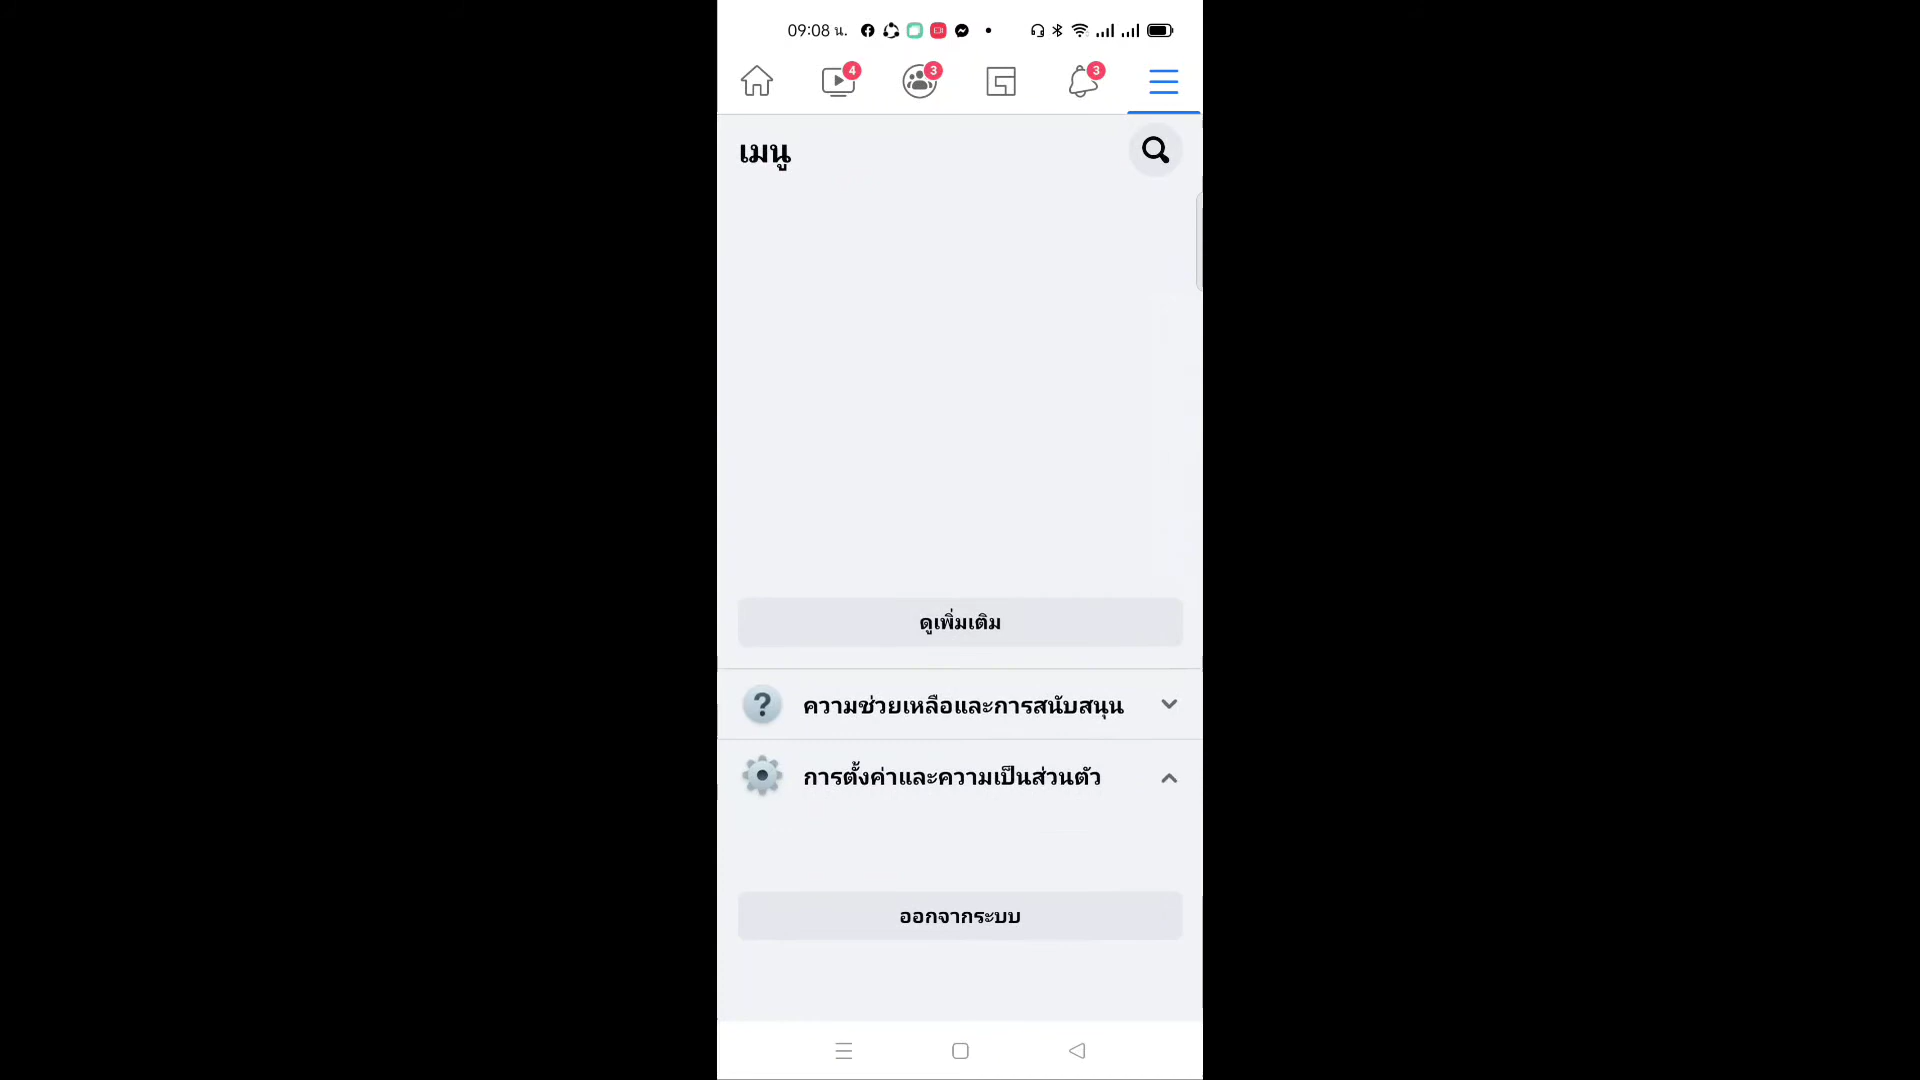 09:08 น.
4
3
3
เมนู
ดูเพิ่มเติม
ความช่วยเหลือและการสนับสนุน
การตั้งค่าและความเป็นส่วนตัว
ออกจากระบบ